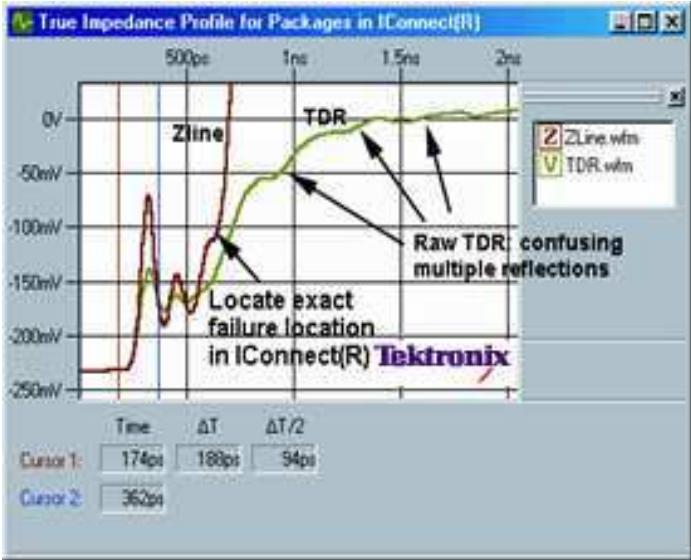 True Impedance Profile for Packages in IConnect(R)
500ps 1ns 1.5ns 2ns
0V
-50mV
-100mV
-150mV
-200mV
-250mV
Zline
TDR
Raw TDR: confusing
multiple reflections
Locate exact
failure location
in IConnect(R)
Tektronix
Z ZLine.wfm
V TDR.wfm
Time ΔT ΔT/2
Cursor 1: 174ps 188ps 94ps
Cursor 2: 362ps